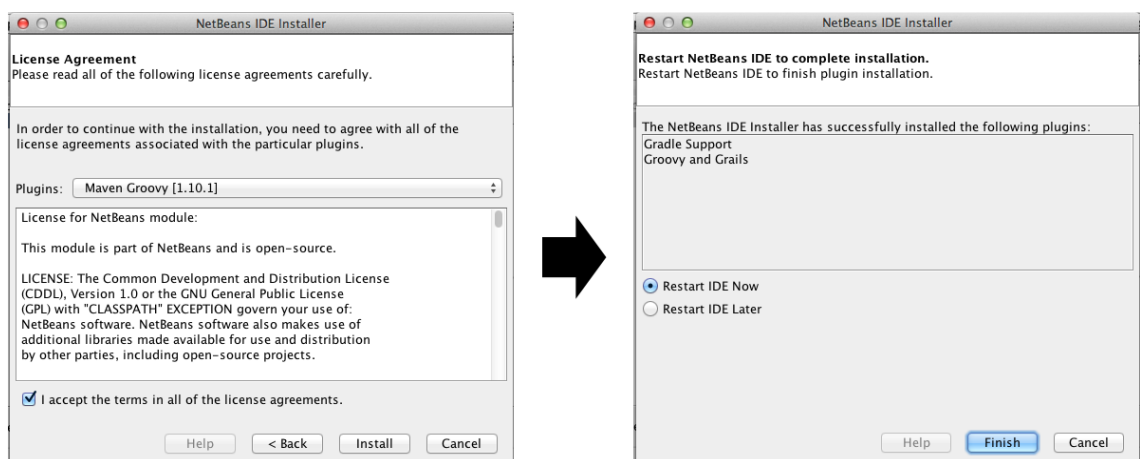 NetBeans IDE Installer
License Agreement
Please read all of the following license agreements carefully.
In order to continue with the installation, you need to agree with all of the
license agreements associated with the particular plugins.
Plugins: Maven Groovy [1.10.1]
License for NetBeans module:
This module is part of NetBeans and is open-source.
LICENSE: The Common Development and Distribution License
(CDDL), Version 1.0 or the GNU General Public License
(GPL) with "CLASSPATH" EXCEPTION govern your use of:
NetBeans software. NetBeans software also makes use of
additional libraries made available for use and distribution
by other parties, including open-source projects.
I accept the terms in all of the license agreements.
Help < Back Install Cancel
NetBeans IDE Installer
Restart NetBeans IDE to complete installation.
Restart NetBeans IDE to finish plugin installation.
The NetBeans IDE Installer has successfully installed the following plugins:
Gradle Support
Groovy and Grails
Restart IDE Now
Restart IDE Later
Help Finish Cancel